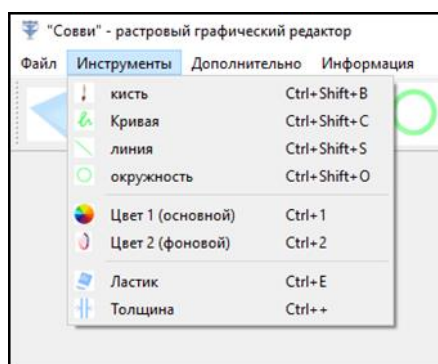 "Совви" - растровый графический редактор
Файл Инструменты Дополнительно Информация
кисть Ctrl+Shift+B
Кривая Ctrl+Shift+C
линия Ctrl+Shift+S
окружность Ctrl+Shift+O
Цвет 1 (основной) Ctrl+1
Цвет 2 (фоновой) Ctrl+2
Ластик Ctrl+E
Толщина Ctrl++